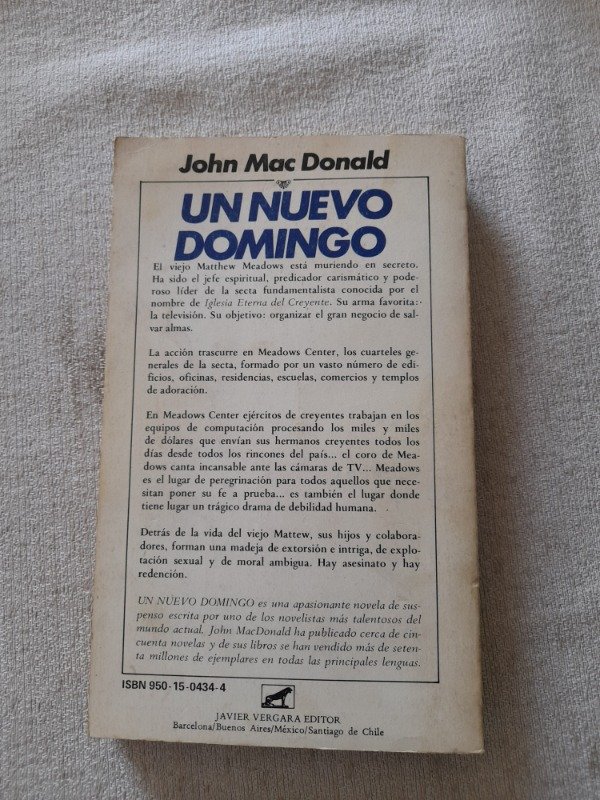 John Mac Donald
UN NUEVO
DOMINGO
El viejo Matthew Meadows está muriendo en secreto.
Ha sido el jefe espiritual, predicador carismático y pode-
roso líder de la secta fundamentalista conocida por el
nombre de Iglesia Eterna del Creyente. Su arma favorita:
la televisión. Su objetivo: organizar el gran negocio de sal-
var almas.
La acción trascurre en Meadows Center, los cuarteles ge-
nerales de la secta, formado por un vasto número de edi-
ficios, oficinas, residencias, escuelas, comercios y templos
de adoración.
En Meadows Center ejércitos de creyentes trabajan en los
equipos de computación procesando los miles y miles
de dólares que envían sus hermanos creyentes todos los
días desde todos los rincones del país... el coro de Mea-
dows canta incansable ante las cámaras de TV... Meadows
es el lugar de peregrinación para todos aquellos que nece-
sitan poner su fe a prueba... es también el lugar donde
tiene lugar un trágico drama de debilidad humana.
Detrás de la vida del viejo Mattew, sus hijos y colabora-
dores, forman una madeja de extorsión e intriga, de explo-
tación sexual y de moral ambigua. Hay asesinato y hay
redención.
UN NUEVO DOMINGO es una apasionante novela de sus-
penso escrita por uno de los novelistas más talentosos del
mundo actual. John MacDonald ha publicado cerca de cin-
cuenta novelas y de sus libros se han vendido más de seten-
ta millones de ejemplares en todas las principales lenguas.
ISBN 950-15-0434-4
JAVIER VERGARA EDITOR
Barcelona/Buenos Aires/México/Santiago de Chile